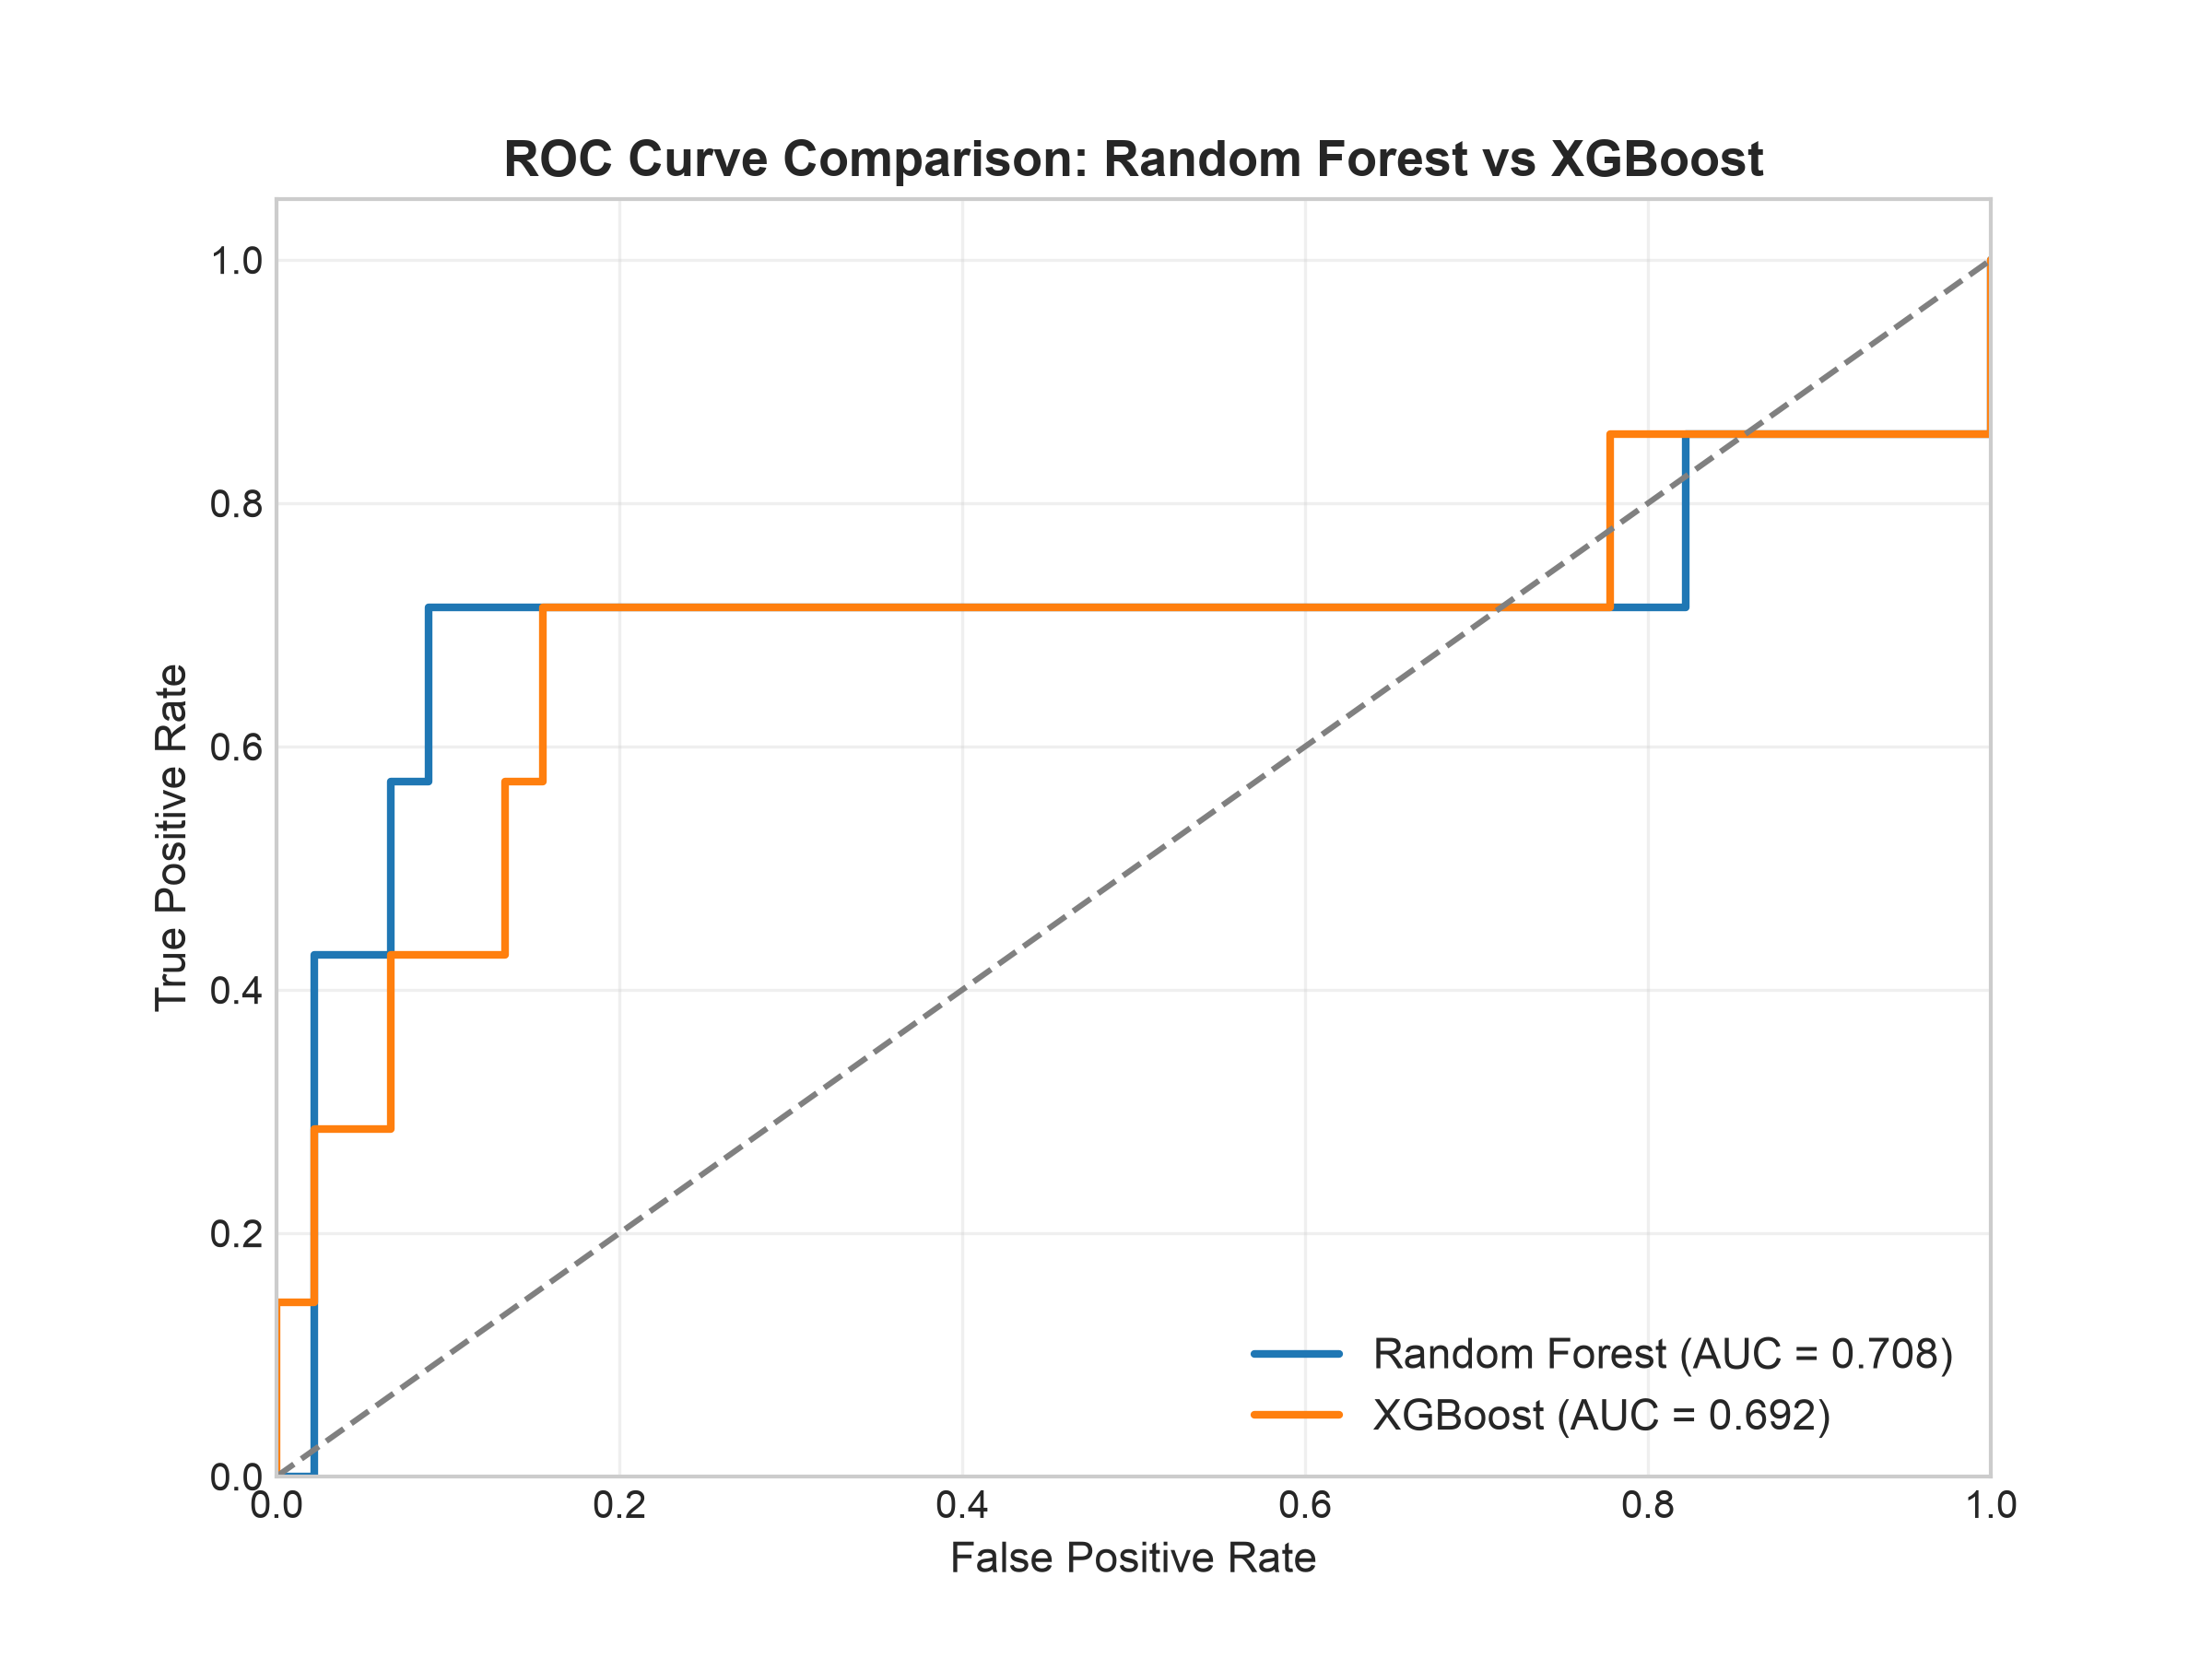 ROC Curve Comparison: Random Forest vs XGBoost
1.0
0.8
0.6
0.4
0.2
0.0
True Positive Rate
0.0 0.2 0.4 0.6 0.8 1.0
False Positive Rate
Random Forest (AUC = 0.708)
XGBoost (AUC = 0.692)